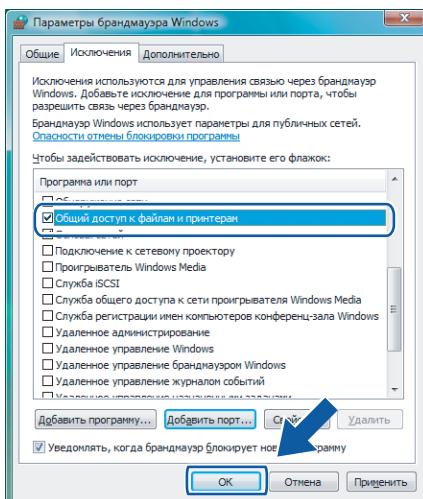 Параметры брандмауэра Windows
Общие Исключения Дополнительно
Исключения используются для управления связью через брандмауэр
Windows. Добавьте исключение для программы или порта, чтобы
разрешить связь через брандмауэр.
Брандмауэр Windows использует параметры для публичных сетей.
Опасности отмены блокировки программы
Чтобы задействовать исключение, установите его флажок:
Программа или порт
Общий доступ к файлам и принтерам
Подключение к сетевому проектору
Проигрыватель Windows Media
Служба iSCSI
Служба общего доступа к сети проигрывателя Windows Media
Служба регистрации имен компьютеров конференц-зала Windows
Удаленное администрирование
Удаленное управление Windows
Удаленное управление брандмауэром Windows
Удаленное управление журналом событий
Удаленное управление назначенными задачами
Добавить программу... Добавить порт... Удалить
Уведомлять, когда брандмауэр блокирует
OK Отмена Применить